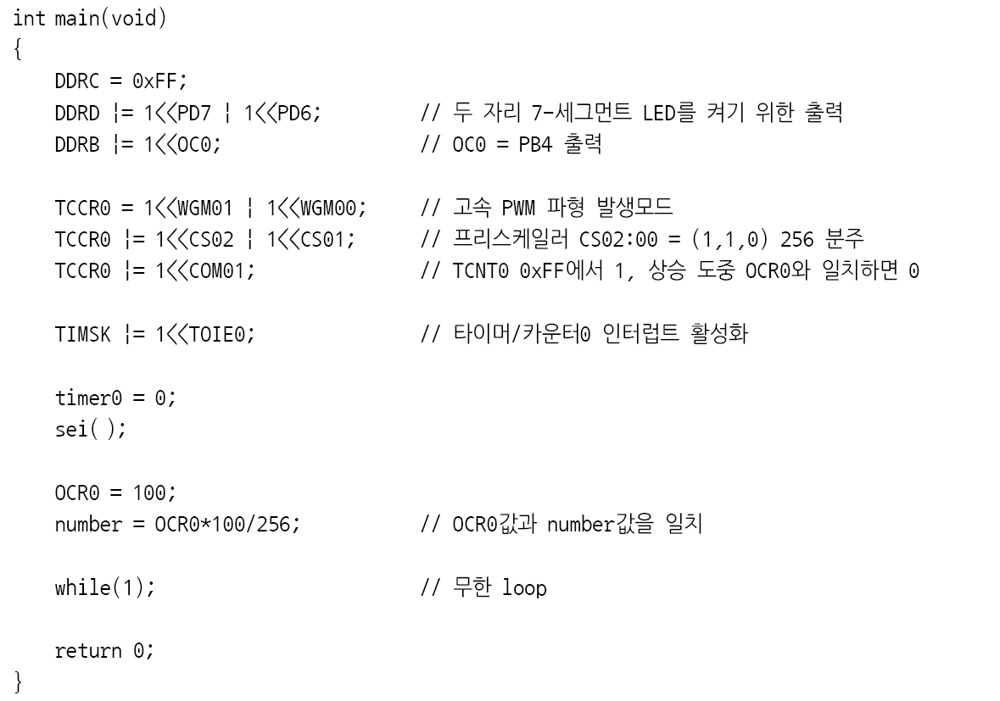 int main(void)
{
DDRC = 0xFF;
DDRD |= 1<<PD7 | 1<<PD6; // 두 자리 7-세그먼트 LED를 켜기 위한 출력
DDRB |= 1<<OC0; // OC0 = PB4 출력
TCCR0 = 1<<WGM01 | 1<<WGM00; // 고속 PWM 파형 발생모드
TCCR0 |= 1<<CS02 | 1<<CS01; // 프리스케일러 CS02:00 = (1,1,0) 256 분주
TCCR0 |= 1<<COM01; // TCNT0 0xFF에서 1, 상승 도중 OCR0와 일치하면 0
TIMSK |= 1<<TOIE0; // 타이머/카운터0 인터럽트 활성화
timer0 = 0;
sei( );
OCR0 = 100;
number = OCR0*100/256; // OCR0값과 number값을 일치
while(1); // 무한 loop
return 0;
}